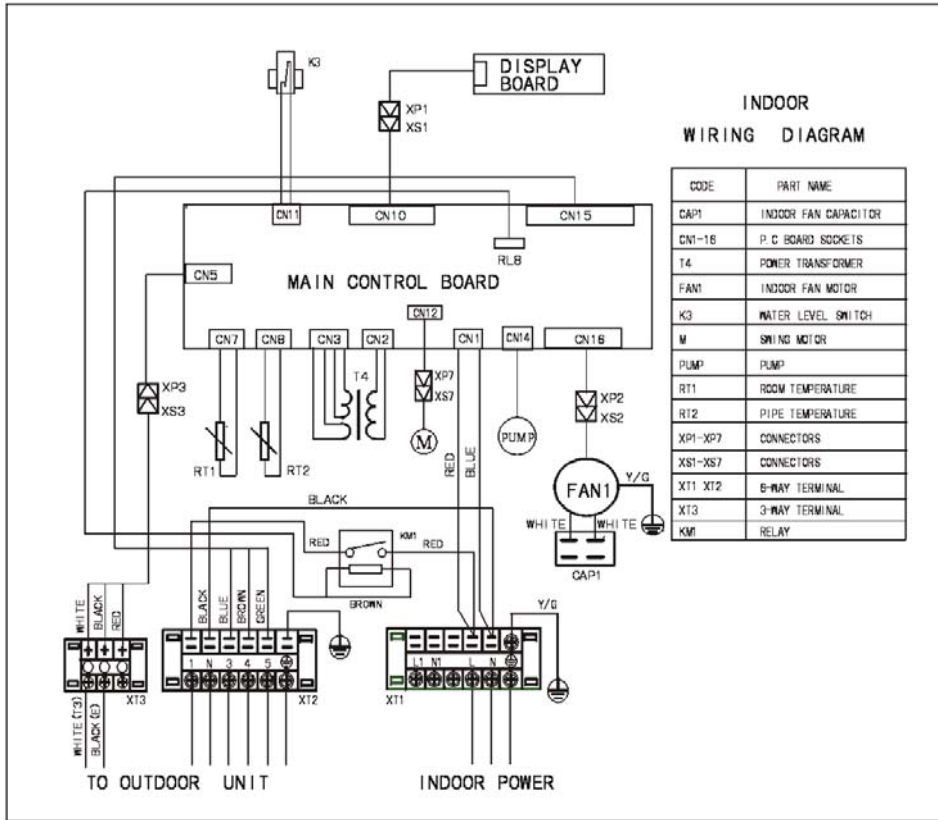 K3
DISPLAY
BOARD
XP1
XS1
INDOOR
WIRING DIAGRAM
CODE PART NAME
CAP1 INDOOR FAN CAPACITOR
CN1-16 P.C BOARD SOCKETS
T4 POWER TRANSFORMER
FAN1 INDOOR FAN MOTOR
K3 WATER LEVEL SWITCH
M SWING MOTOR
PUMP PUMP
RT1 ROOM TEMPERATURE
RT2 PIPE TEMPERATURE
XP1-XP7 CONNECTORS
XS1-XS7 CONNECTORS
XT1 XT2 6-WAY TERMINAL
XT3 3-WAY TERMINAL
KM1 RELAY
CN11 CN10 CN15
RL8
CN5
MAIN CONTROL BOARD
CN12
CN7 CN8 CN3 CN2 CN1 CN14 CN16
T4
XP3
XS3
XP7
XS7
XP2
XS2
RT1 RT2
M
PUMP
RED
BLUE
FAN1
Y/G
WHITE WHITE
CAP1
BLACK
RED KM1 RED
BROWN
WHITE
BLACK
RED
BLACK
BLUE
BROWN
GREEN
Y/G
1 N 3 4 5
L1 N1 L N
XT3 XT2 XT1
WHITE(T3)
BLACK(E)
TO OUTDOOR UNIT
INDOOR POWER